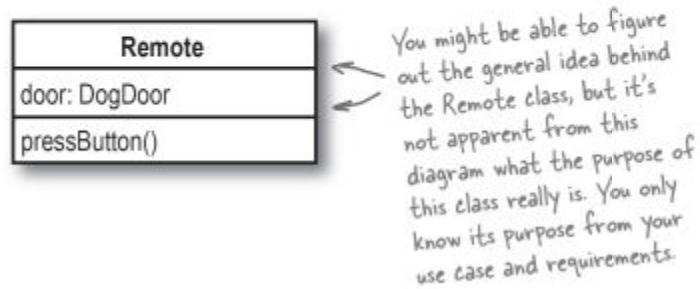 Remote
door: DogDoor
pressButton()
You might be able to figure
out the general idea behind
the Remote class, but it's
not apparent from this
diagram what the purpose of
this class really is. You only
know its purpose from your
use case and requirements.